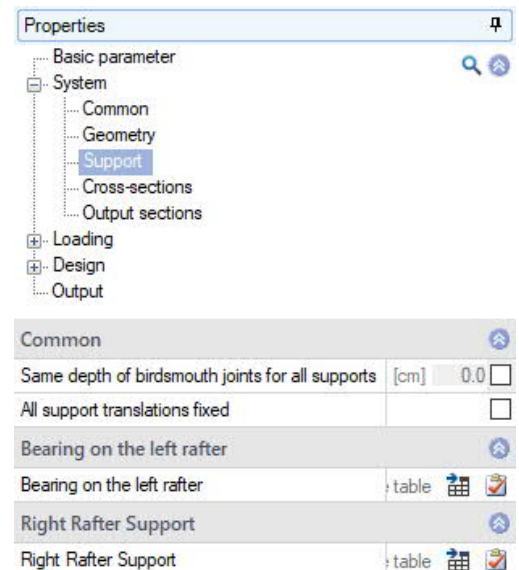 Properties
Basic parameter
System
Common
Geometry
Support
Cross-sections
Output sections
Loading
Design
Output
Common
Same depth of birdsmouth joints for all supports [cm] 0.0
All support translations fixed
Bearing on the left rafter
Bearing on the left rafter table
Right Rafter Support
Right Rafter Support table